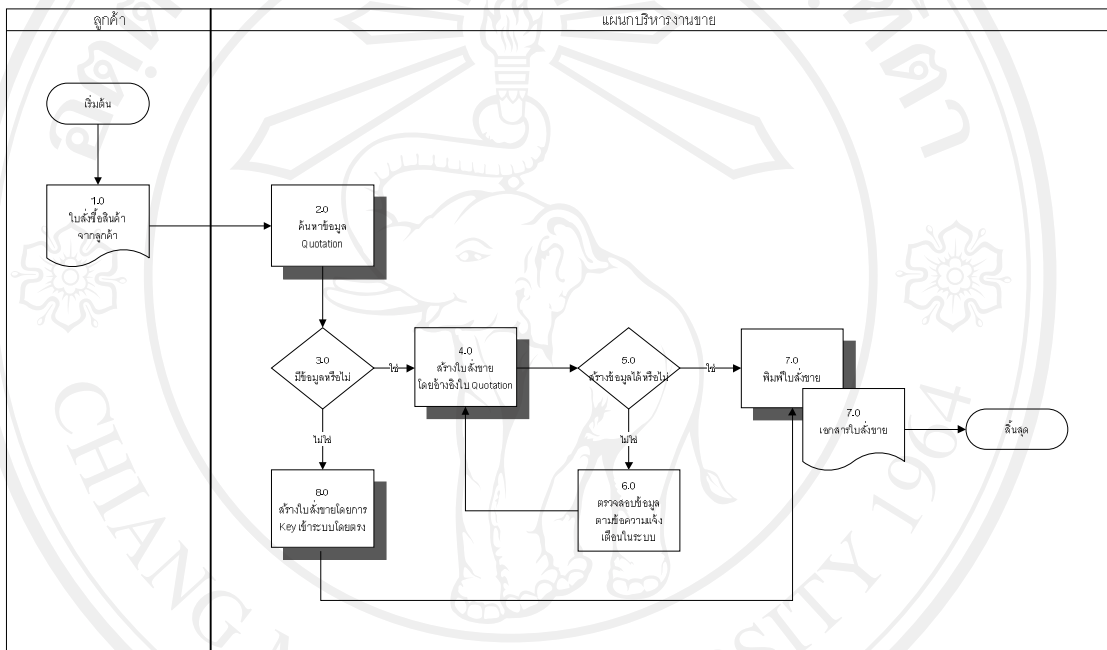 ลูกค้า
แผนกบริหารงานขาย
เริ่มต้น
1.0
ใบสั่งซื้อสินค้า
จากลูกค้า
2.0
ค้นหาข้อมูล
Quotation
3.0
มีข้อมูลหรือไม่
ใช่
4.0
สร้างใบสั่งขาย
โดยอ้างอิงใบ Quotation
5.0
สร้างข้อมูลได้หรือไม่
ใช่
7.0
พิมพ์ใบสั่งขาย
7.0
เอกสารใบสั่งขาย
สิ้นสุด
ไม่ใช่
ไม่ใช่
8.0
สร้างใบสั่งขายโดยการ
Key เข้าระบบโดยตรง
6.0
ตรวจสอบข้อมูล
ตามข้อความแจ้ง
เตือนในระบบ